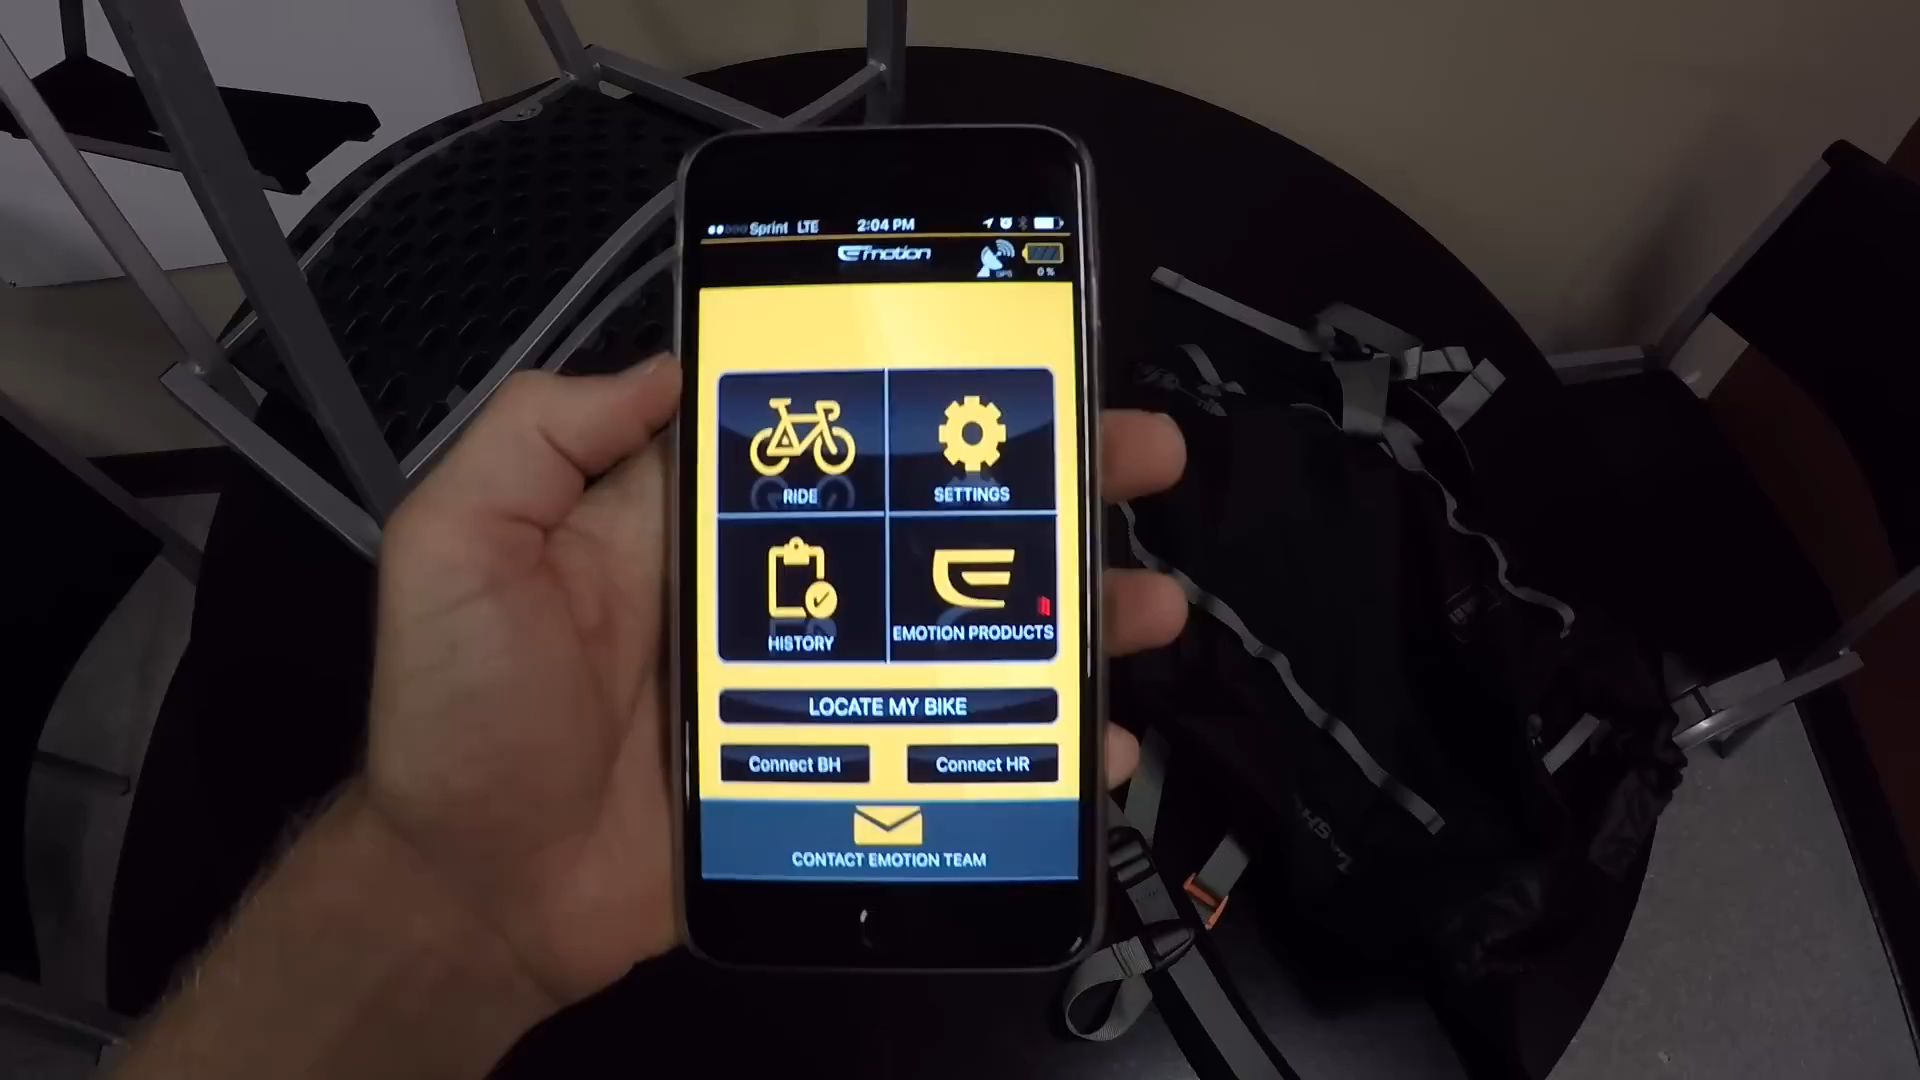 Sprint LTE 2:04 PM
Emotion
GPS 0 %
RIDE SETTINGS
HISTORY EMOTION PRODUCTS
LOCATE MY BIKE
Connect BH Connect HR
CONTACT EMOTION TEAM